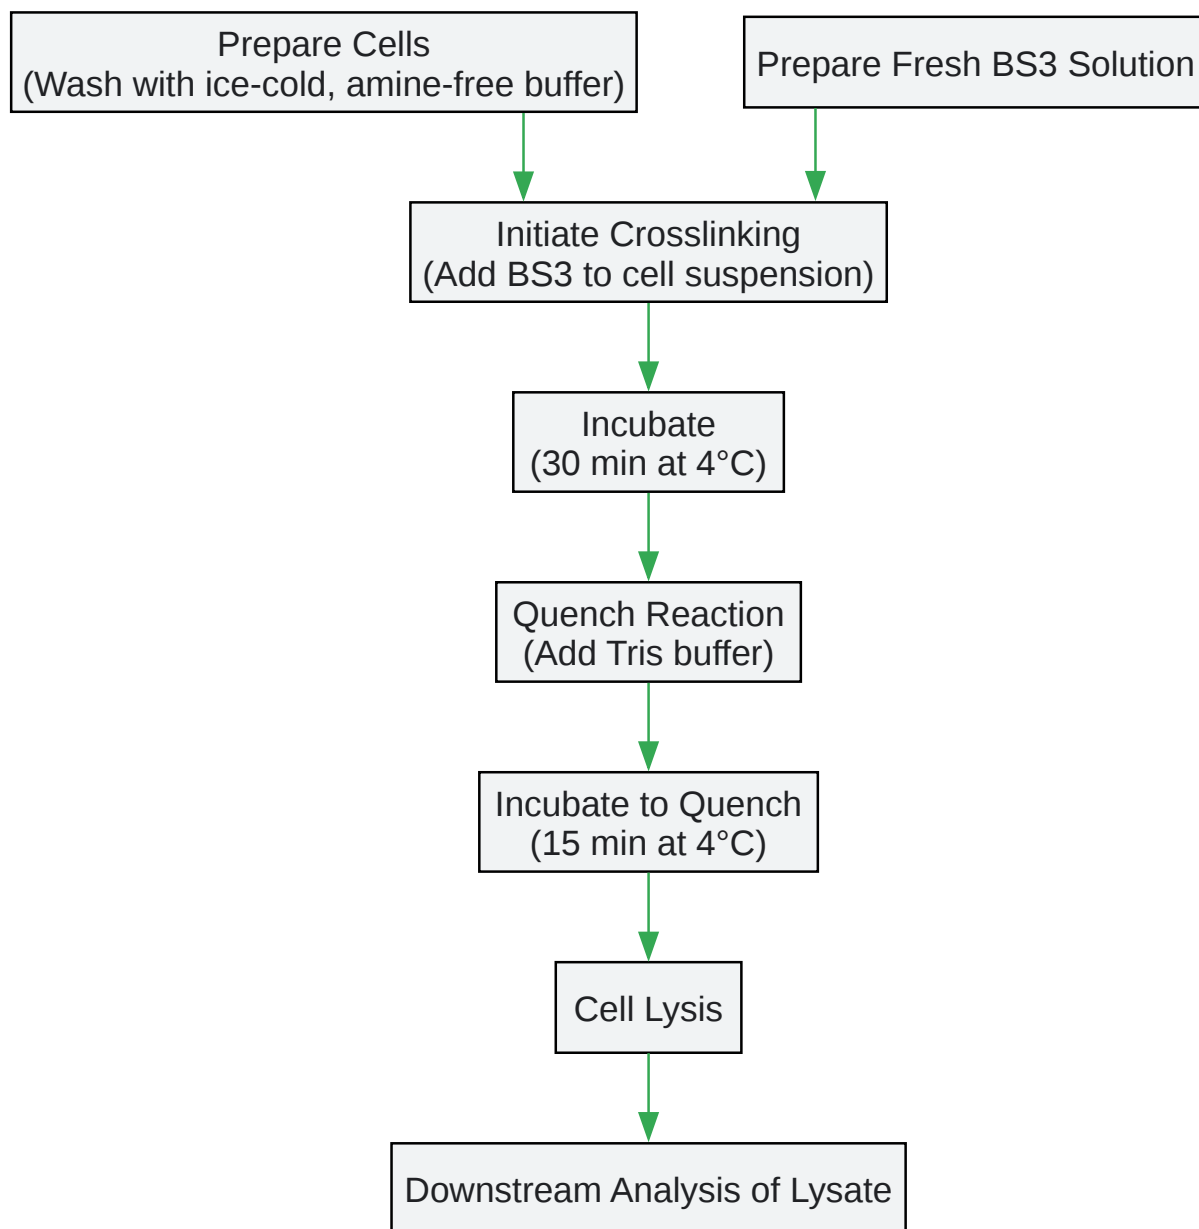 Prepare Cells
(Wash with ice-cold, amine-free buffer)
Prepare Fresh BS3 Solution
Initiate Crosslinking
(Add BS3 to cell suspension)
Incubate
(30 min at 4°C)
Quench Reaction
(Add Tris buffer)
Incubate to Quench
(15 min at 4°C)
Cell Lysis
Downstream Analysis of Lysate